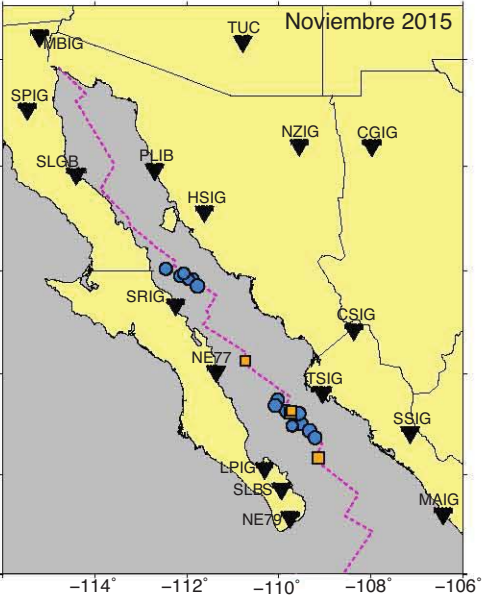 Noviembre 2015
TUC
MBIG
SPIG
NZIG
CGIG
SLGB
PLIB
HSIG
SRIG
CSIG
NE77
TSIG
SSIG
LPIG
SLBS
MAIG
NE79
−114 −112 −110 −108 −106°